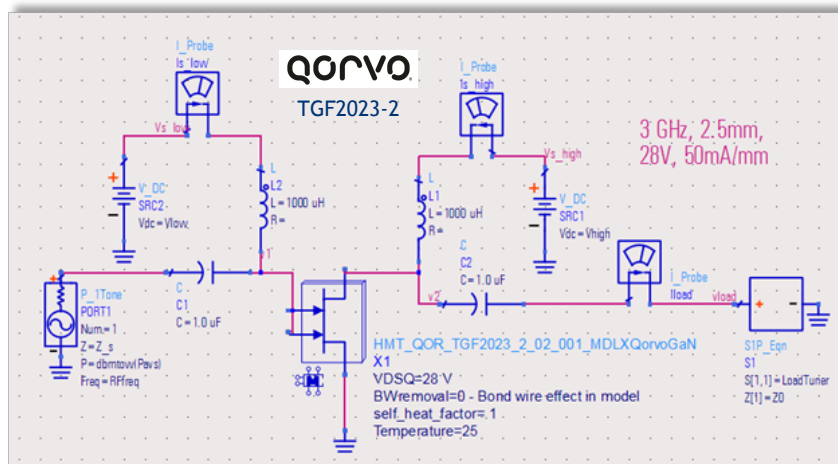 I_Probe
Is_low
QORVO
TGF2023-2
I_Probe
Is_high
3 GHz, 2.5mm,
28V, 50mA/mm
Vs_low
Vs_high
L
L2
L = 1000 uH
R =
V_DC
SRC2
Vdc = Vlow
L
L1
L = 1000 uH
R =
V_DC
SRC1
Vdc = Vhigh
C
C1
C = 1.0 uF
v1
C
C2
C = 1.0 uF
v2
I_Probe
Iload
vload
P_1Tone
PORT1
Num = 1
Z = Z_s
P = dbmtow(Pavs)
Freq = RFfreq
S1P_Eqn
S1
S[1,1] = LoadTuner
Z[1] = Z0
M
HMT_QOR_TGF2023_2_02_001_MDLXQorvoGaN
X1
VDSQ=28 V
BWremoval=0 - Bond wire effect in model
self_heat_factor=.1
Temperature=25